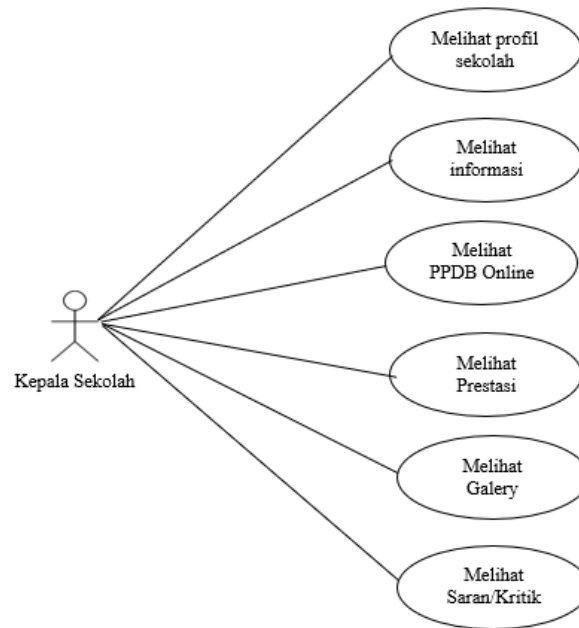 Melihat profil
sekolah
Melihat
informasi
Melihat
PPDB Online
Kepala Sekolah
Melihat
Prestasi
Melihat
Galery
Melihat
Saran/Kritik